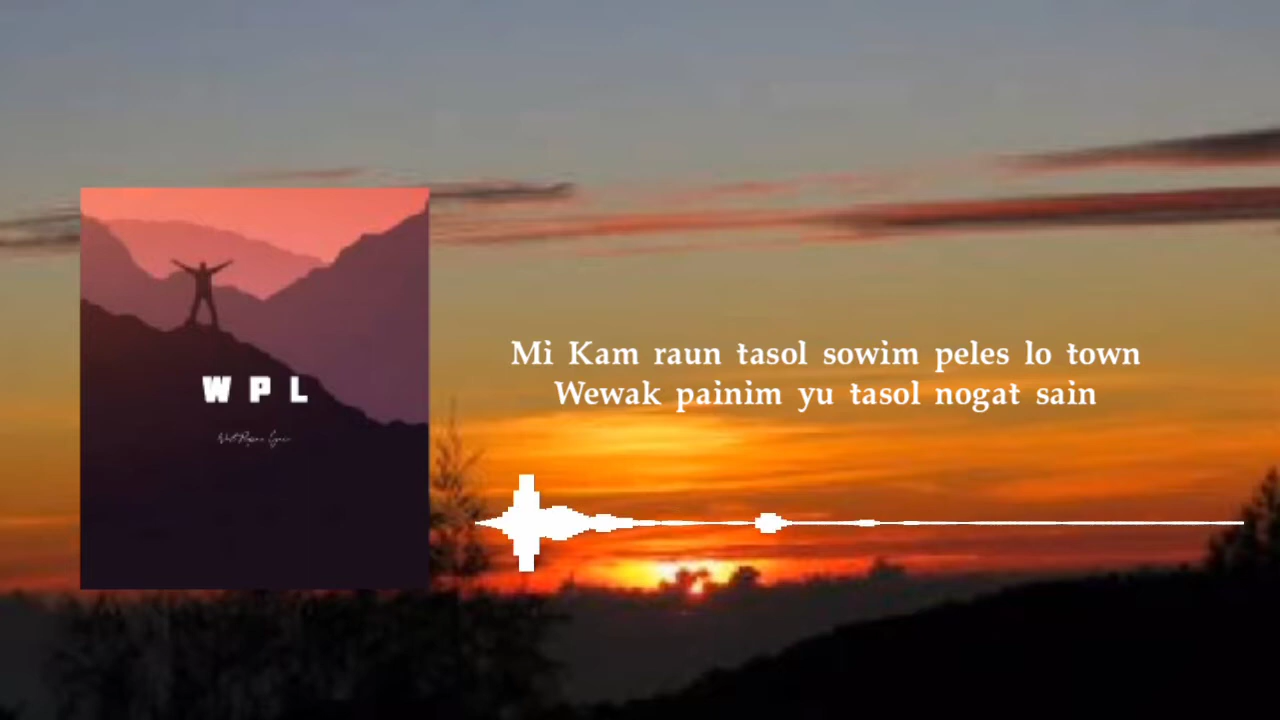 Mi Kam raun tasol sowim peles lo town
Wewak painim yu tasol nogat sain
W P L